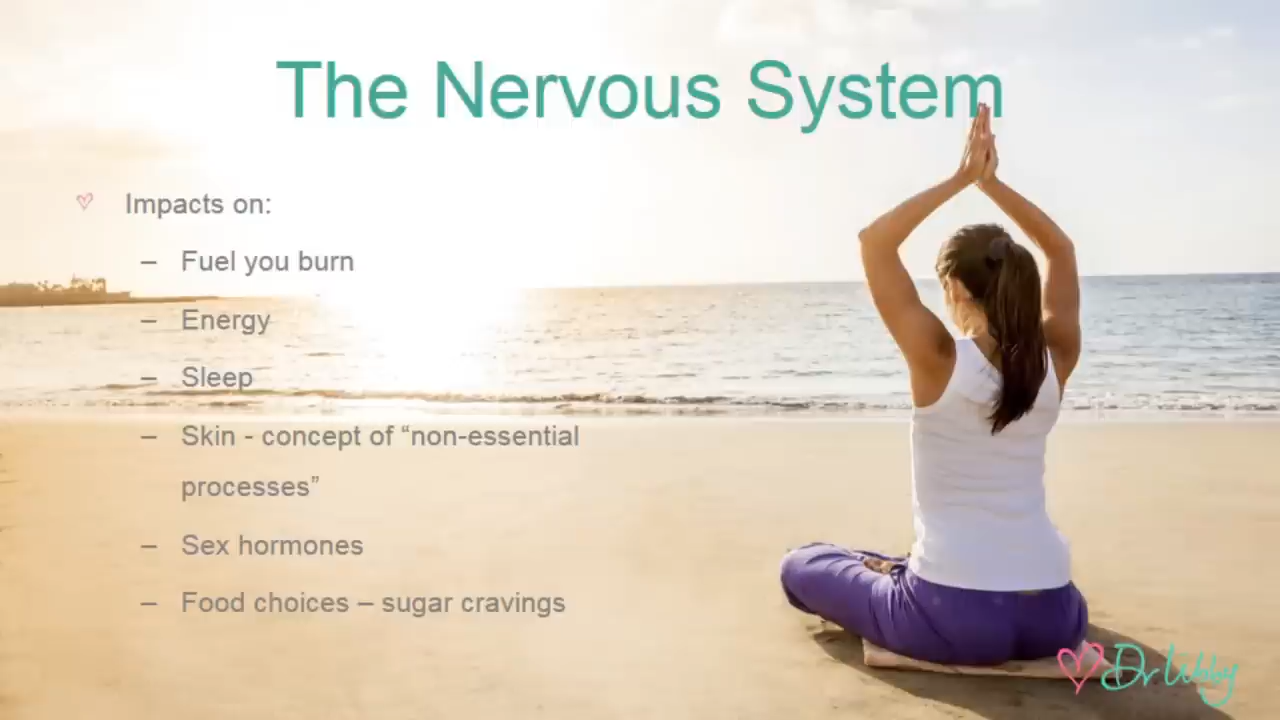 The Nervous System
Impacts on:
– Fuel you burn
– Energy
– Sleep
– Skin - concept of “non-essential
processes”
– Sex hormones
– Food choices – sugar cravings
Dr Libby